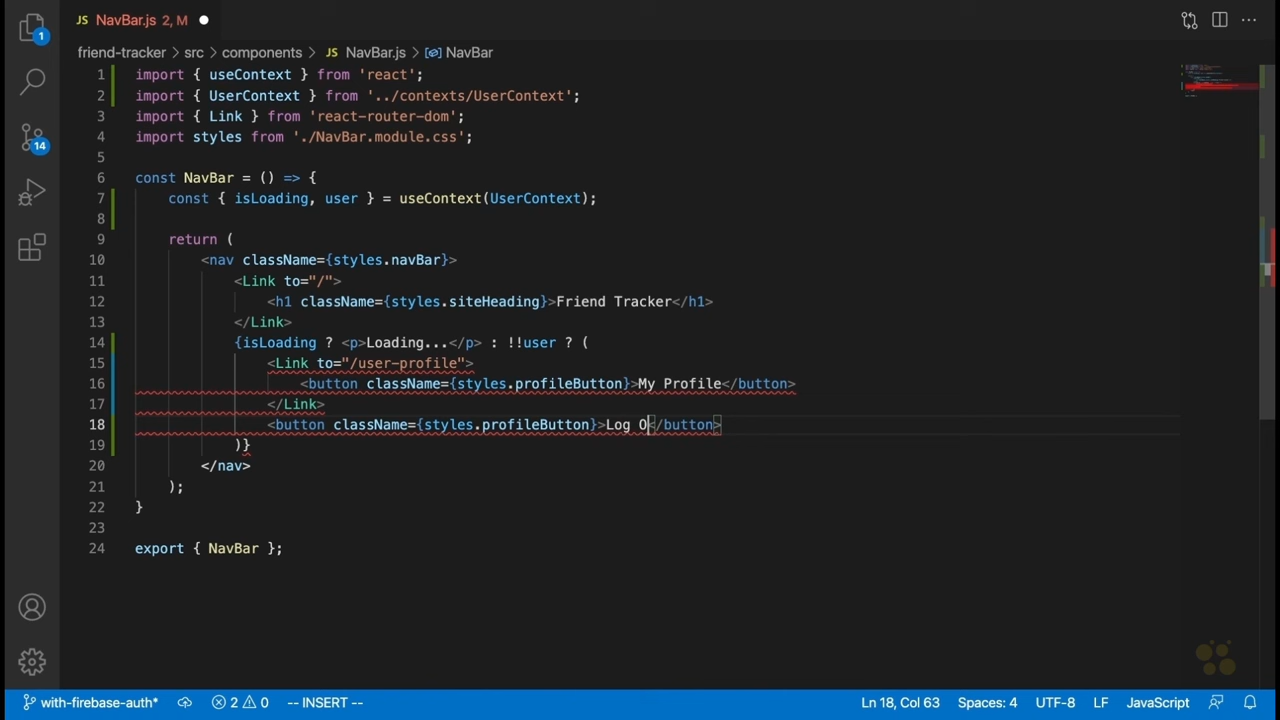 JS NavBar.js 2, M
friend-tracker > src > components > JS NavBar.js > NavBar
1 import { useContext } from 'react';
2 import { UserContext } from '../contexts/UserContext';
3 import { Link } from 'react-router-dom';
4 import styles from './NavBar.module.css';
5
6 const NavBar = () => {
7 const { isLoading, user } = useContext(UserContext);
8
9 return (
10 <nav className={styles.navBar}>
11 <Link to="/">
12 <h1 className={styles.siteHeading}>Friend Tracker</h1>
13 </Link>
14 {isLoading ? <p>Loading...</p> : !!user ? (
15 <Link to="/user-profile">
16 <button className={styles.profileButton}>My Profile</button>
17 </Link>
18 <button className={styles.profileButton}>Log O</button>
19 )}
20 </nav>
21 );
22 }
23
24 export { NavBar };
1
14
with-firebase-auth* 2 0 -- INSERT -- Ln 18, Col 63 Spaces: 4 UTF-8 LF JavaScript